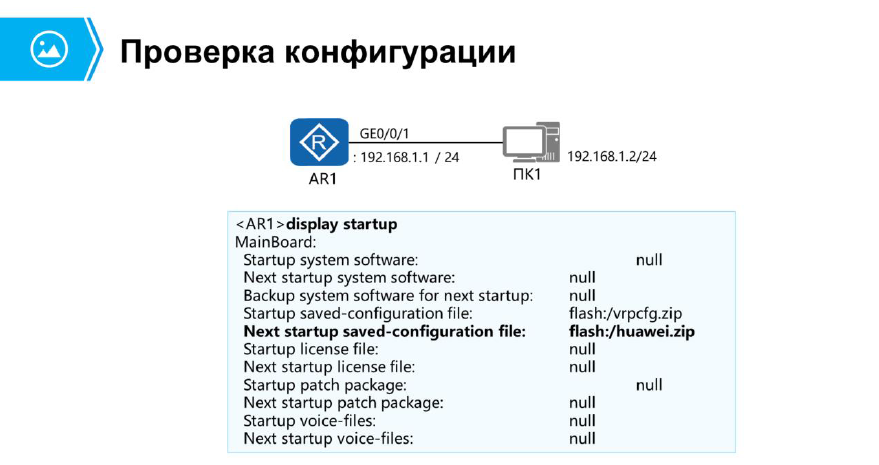 Проверка конфигурации
R
GE0/0/1
: 192.168.1.1 / 24
192.168.1.2/24
AR1
ПК1
<AR1>display startup
MainBoard:
Startup system software: null
Next startup system software: null
Backup system software for next startup: null
Startup saved-configuration file: flash:/vrpcfg.zip
Next startup saved-configuration file: flash:/huawei.zip
Startup license file: null
Next startup license file: null
Startup patch package: null
Next startup patch package: null
Startup voice-files: null
Next startup voice-files: null